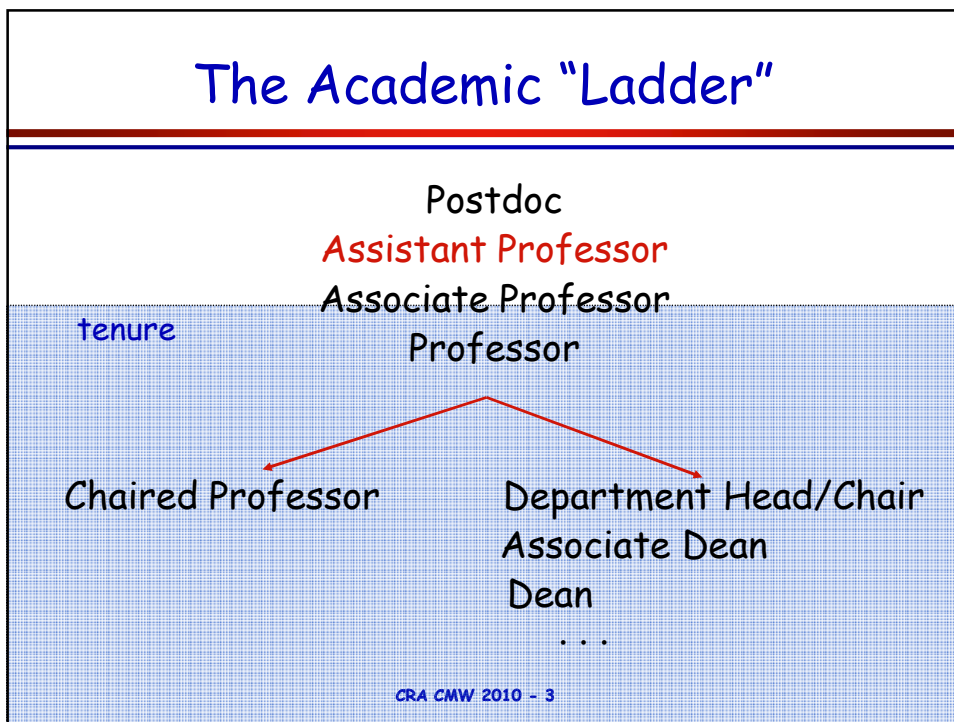 The Academic “Ladder”
Postdoc
Assistant Professor
Associate Professor
tenure
Professor
Chaired Professor
Department Head/Chair
Associate Dean
Dean
. . .
CRA CMW 2010 - 3